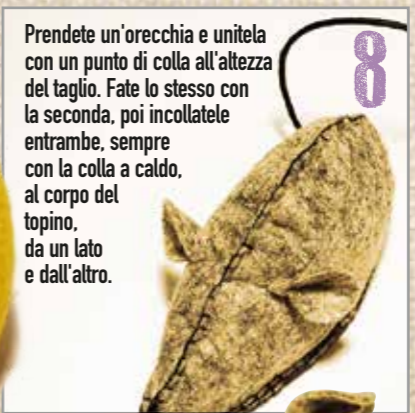 Prendete un'orecchia e unitela
con un punto di colla all'altezza
del taglio. Fate lo stesso con
la seconda, poi incollatele
entrambe, sempre
con la colla a caldo,
al corpo del
topino,
da un lato
e dall'altro.
8